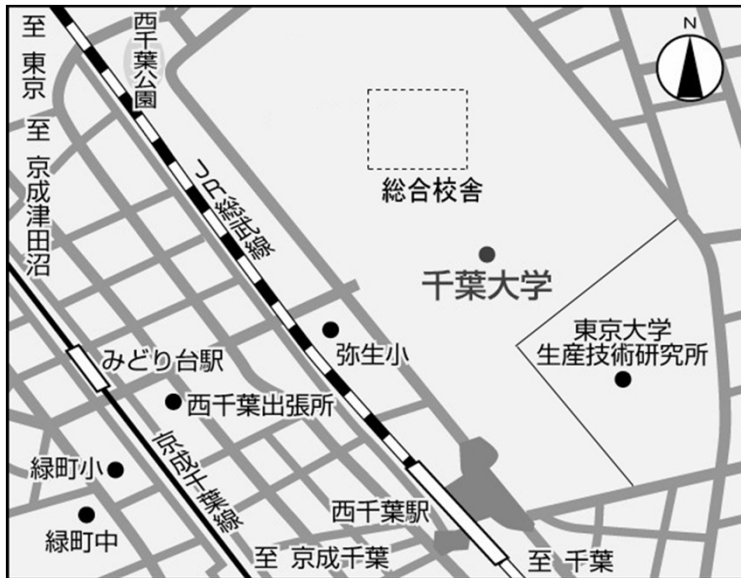 至 東京
西千葉公園
N
至 京成津田沼
総合校舎
JR総武線
千葉大学
東京大学
生産技術研究所
弥生小
みどり台駅
西千葉出張所
京成千葉線
緑町小
西千葉駅
緑町中
至 京成千葉
至 千葉